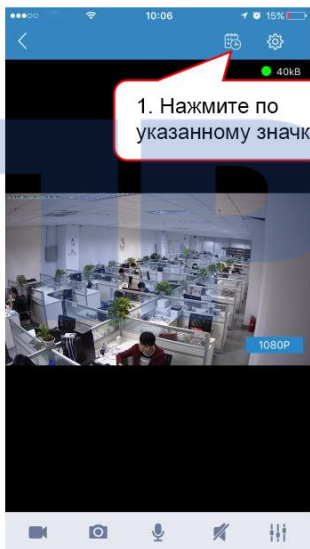 10:06
15%
40kB
1. Нажмите по
указанному значк
1080P